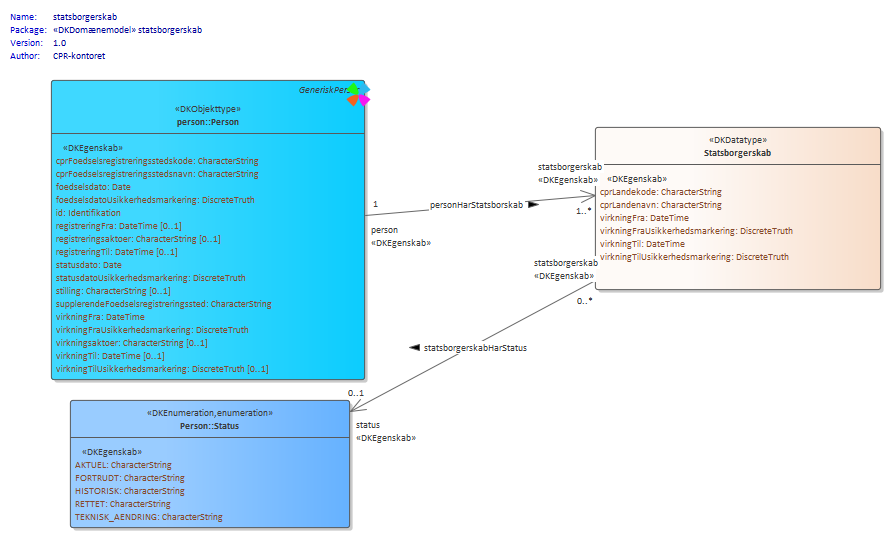 Name: statsborgerskab
Package: «DKDomænemodel» statsborgerskab
Version: 1.0
Author: CPR-kontoret
«DKObjekttype»
person::Person
«DKEgenskab»
cprFoedselsregistreringsstedskode: CharacterString
cprFoedselsregistreringsstedsnavn: CharacterString
foedselsdato: Date
foedselsdatoUsikkerhedsmarkering: DiscreteTruth
id: Identifikation
registreringFra: DateTime [0..1]
registreringsaktoer: CharacterString [0..1]
registreringTil: DateTime [0..1]
statusdato: Date
statusdatoUsikkerhedsmarkering: DiscreteTruth
stilling: CharacterString [0..1]
supplerendeFoedselsregistreringssted: CharacterString
virkningFra: DateTime
virkningFraUsikkerhedsmarkering: DiscreteTruth
virkningsaktoer: CharacterString [0..1]
virkningTil: DateTime [0..1]
virkningTilUsikkerhedsmarkering: DiscreteTruth [0..1]
1
person
«DKEgenskab»
personHarStatsborskab
statsborgerskab
«DKEgenskab»
1..*
«DKDatatype»
Statsborgerskab
«DKEgenskab»
cprLandekode: CharacterString
cprLandenavn: CharacterString
virkningFra: DateTime
virkningFraUsikkerhedsmarkering: DiscreteTruth
virkningTil: DateTime
virkningTilUsikkerhedsmarkering: DiscreteTruth
statsborgerskab
«DKEgenskab»
0..*
statsborgerskabHarStatus
0..1
status
«DKEgenskab»
«DKEnumeration,enumeration»
Person::Status
«DKEgenskab»
AKTUEL: CharacterString
FORTRUDT: CharacterString
HISTORISK: CharacterString
RETTET: CharacterString
TEKNISK_AENDRING: CharacterString